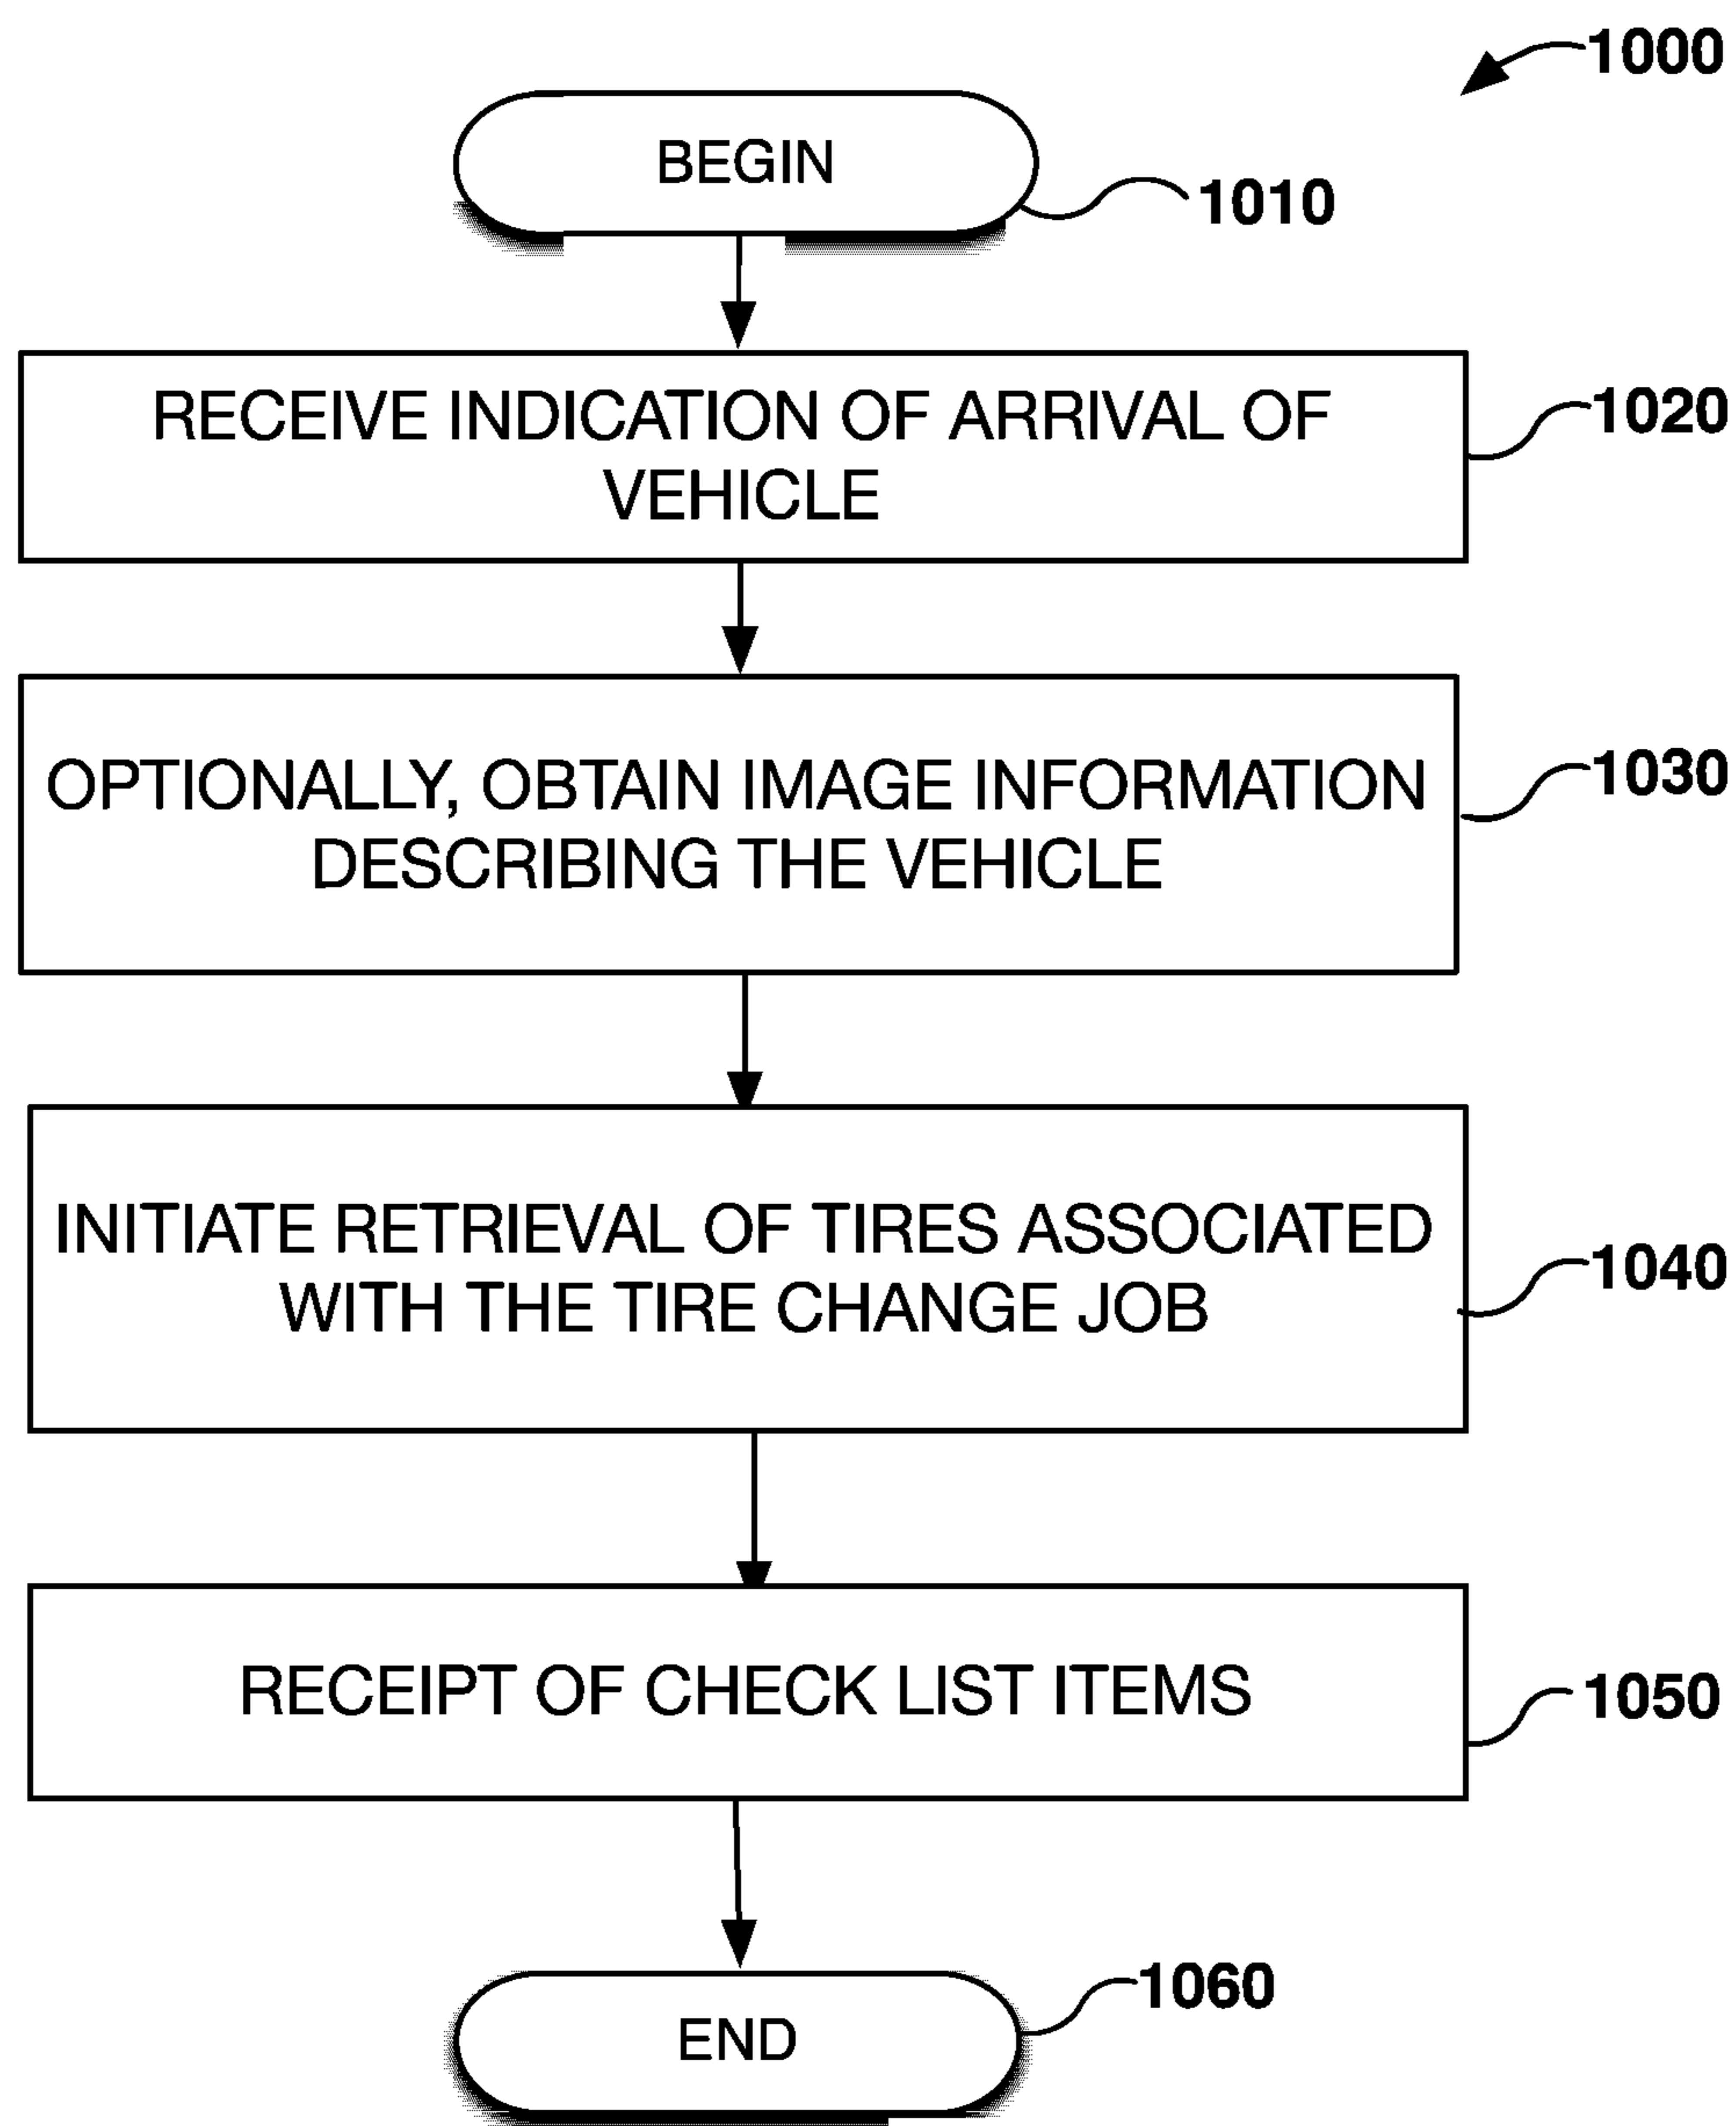 1000
BEGIN
1010
RECEIVE INDICATION OF ARRIVAL OF
VEHICLE
1020
OPTIONALLY, OBTAIN IMAGE INFORMATION
DESCRIBING THE VEHICLE
1030
INITIATE RETRIEVAL OF TIRES ASSOCIATED
WITH THE TIRE CHANGE JOB
1040
RECEIPT OF CHECK LIST ITEMS
1050
END
1060